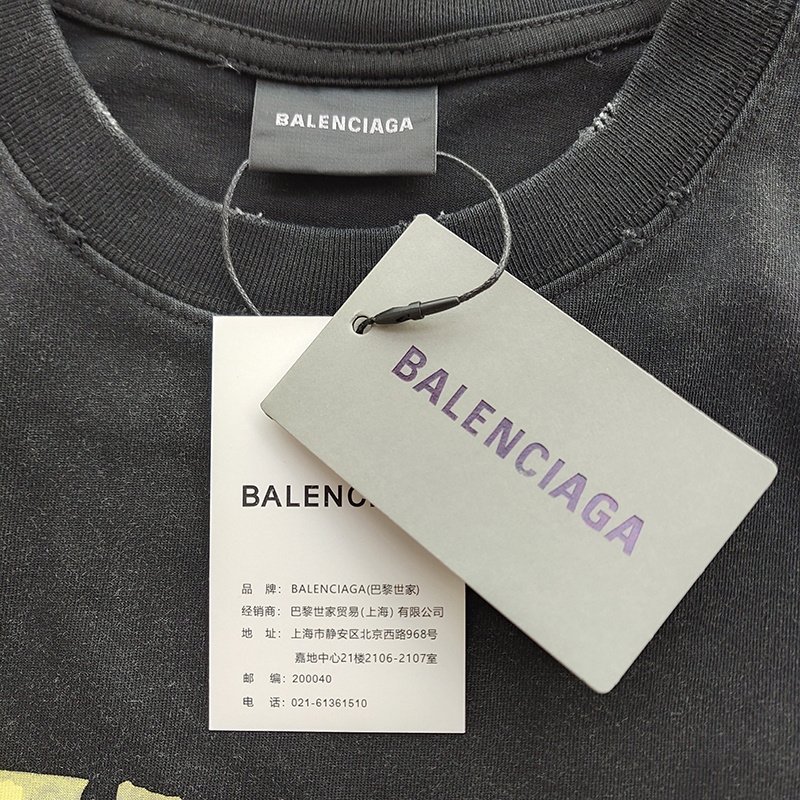 BALENCIAGA
BALENCIAGA
BALENC
品 牌: BALENCIAGA(巴黎世家)
经销商: 巴黎世家贸易(上海)有限公司
地 址: 上海市静安区北京西路968号
嘉地中心21楼2106-2107室
邮 编: 200040
电 话: 021-61361510